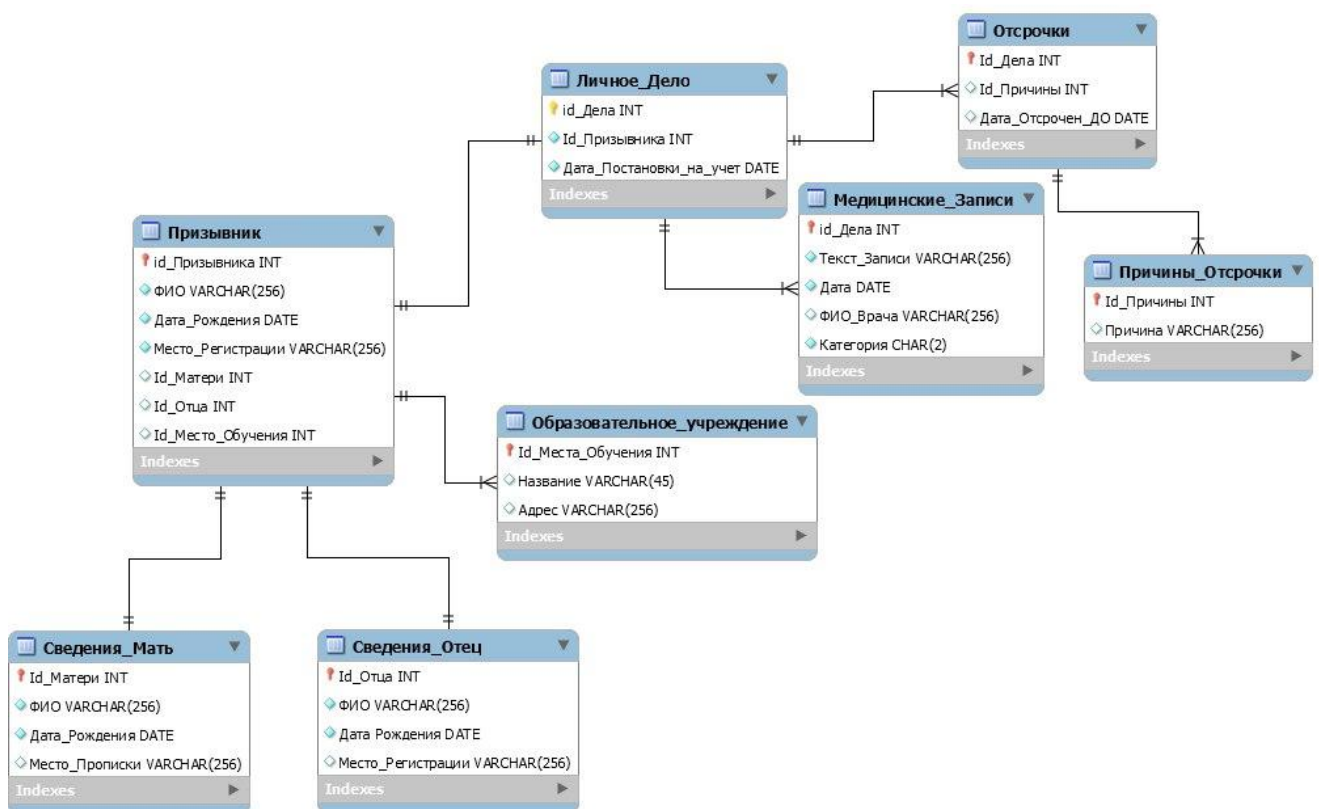 Отсрочки
Id_Дела INT
Id_Причины INT
Дата_Отсрочен_ДО DATE
Indexes
Личное_Дело
id_Дела INT
Id_Призывника INT
Дата_Постановки_на_учет DATE
Indexes
Медицинские_Записи
id_Дела INT
Текст_Записи VARCHAR(256)
Дата DATE
ФИО_Врача VARCHAR(256)
Категория CHAR(2)
Indexes
Причины_Отсрочки
Id_Причины INT
Причина VARCHAR(256)
Indexes
Призывник
id_Призывника INT
ФИО VARCHAR(256)
Дата_Рождения DATE
Место_Регистрации VARCHAR(256)
Id_Матери INT
Id_Отца INT
Id_Место_Обучения INT
Indexes
Образовательное_учреждение
Id_Места_Обучения INT
Название VARCHAR(45)
Адрес VARCHAR(256)
Indexes
Сведения_Мать
Id_Матери INT
ФИО VARCHAR(256)
Дата_Рождения DATE
Место_Прописки VARCHAR(256)
Indexes
Сведения_Отец
Id_Отца INT
ФИО VARCHAR(256)
Дата Рождения DATE
Место_Регистрации VARCHAR(256)
Indexes